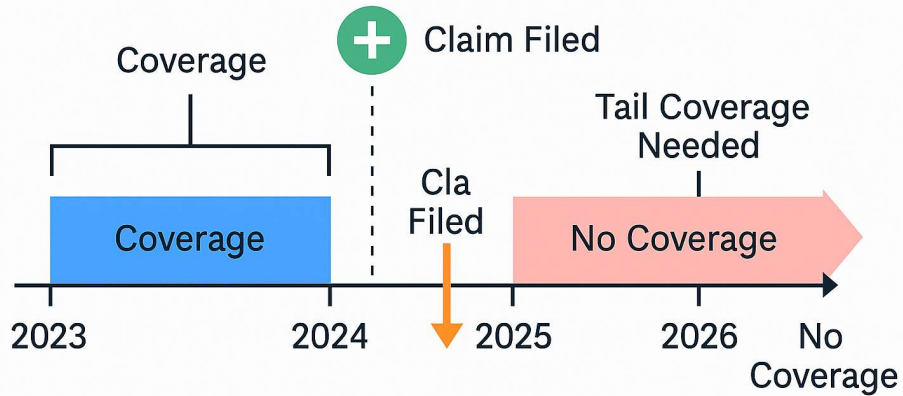 Claim Filed
Coverage
Tail Coverage
Needed
Cla
Filed
Coverage
No Coverage
2023
2024
2025
2026
No
Coverage